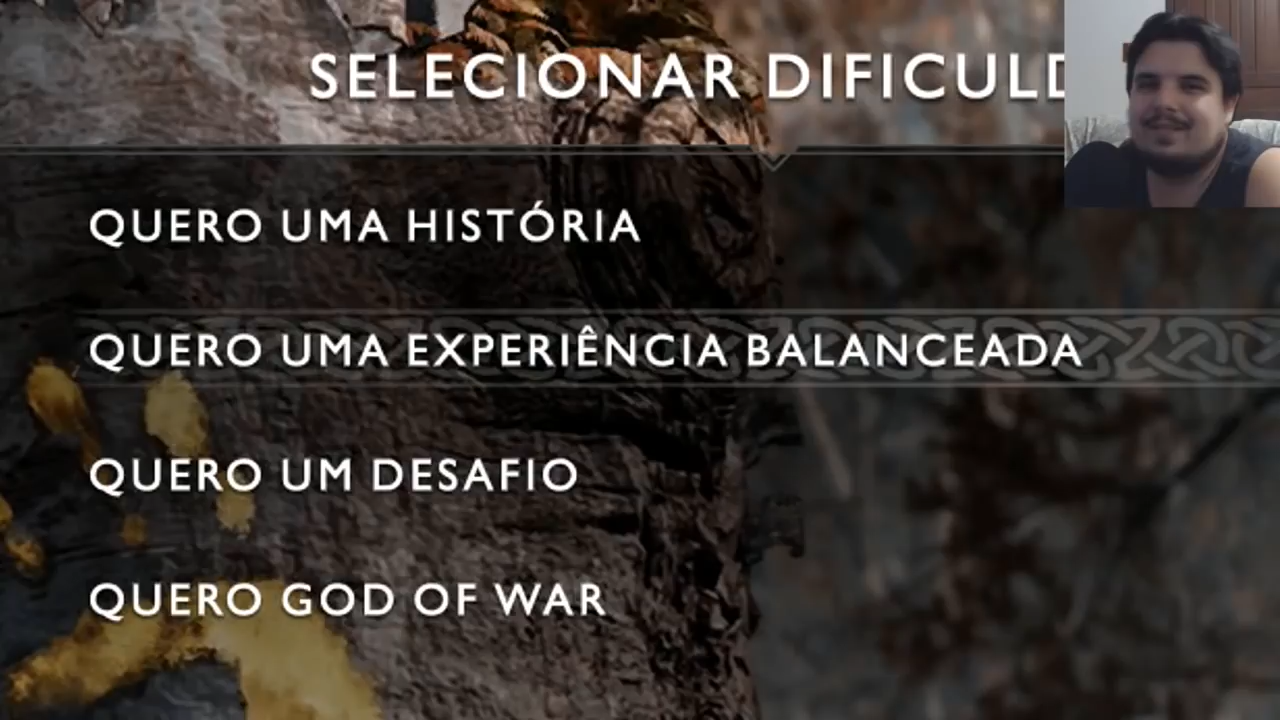 SELECIONAR DIFICULD
QUERO UMA HISTÓRIA
QUERO UMA EXPERIÊNCIA BALANCEADA
QUERO UM DESAFIO
QUERO GOD OF WAR